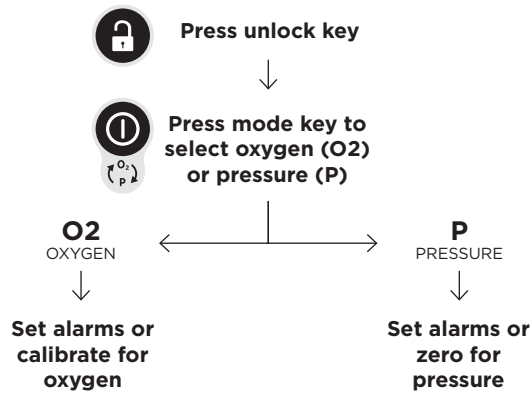 Press unlock key
Press mode key to
select oxygen (O2)
or pressure (P)
O₂
P
O2
OXYGEN
Set alarms or
calibrate for
oxygen
P
PRESSURE
Set alarms or
zero for
pressure